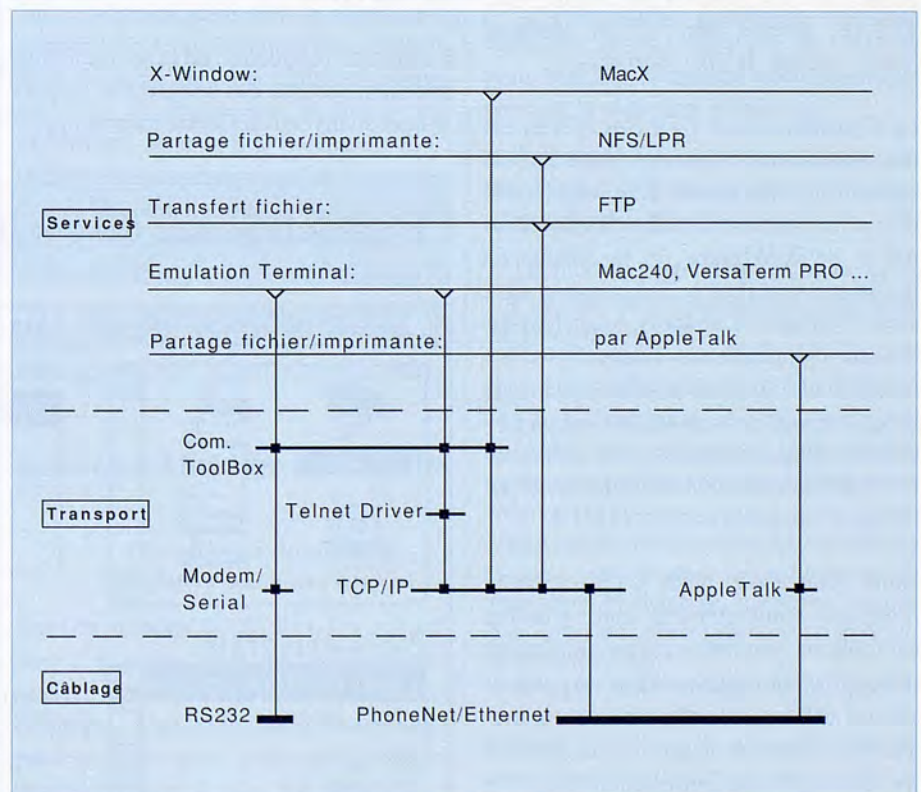 X-Window: MacX
Partage fichier/imprimante: NFS/LPR
Services
Transfert fichier: FTP
Emulation Terminal: Mac240, VersaTerm PRO ...
Partage fichier/imprimante: par AppleTalk
Com.
ToolBox
Transport
Telnet Driver
Modem/
Serial
TCP/IP
AppleTalk
Câblage
RS232
PhoneNet/Ethernet